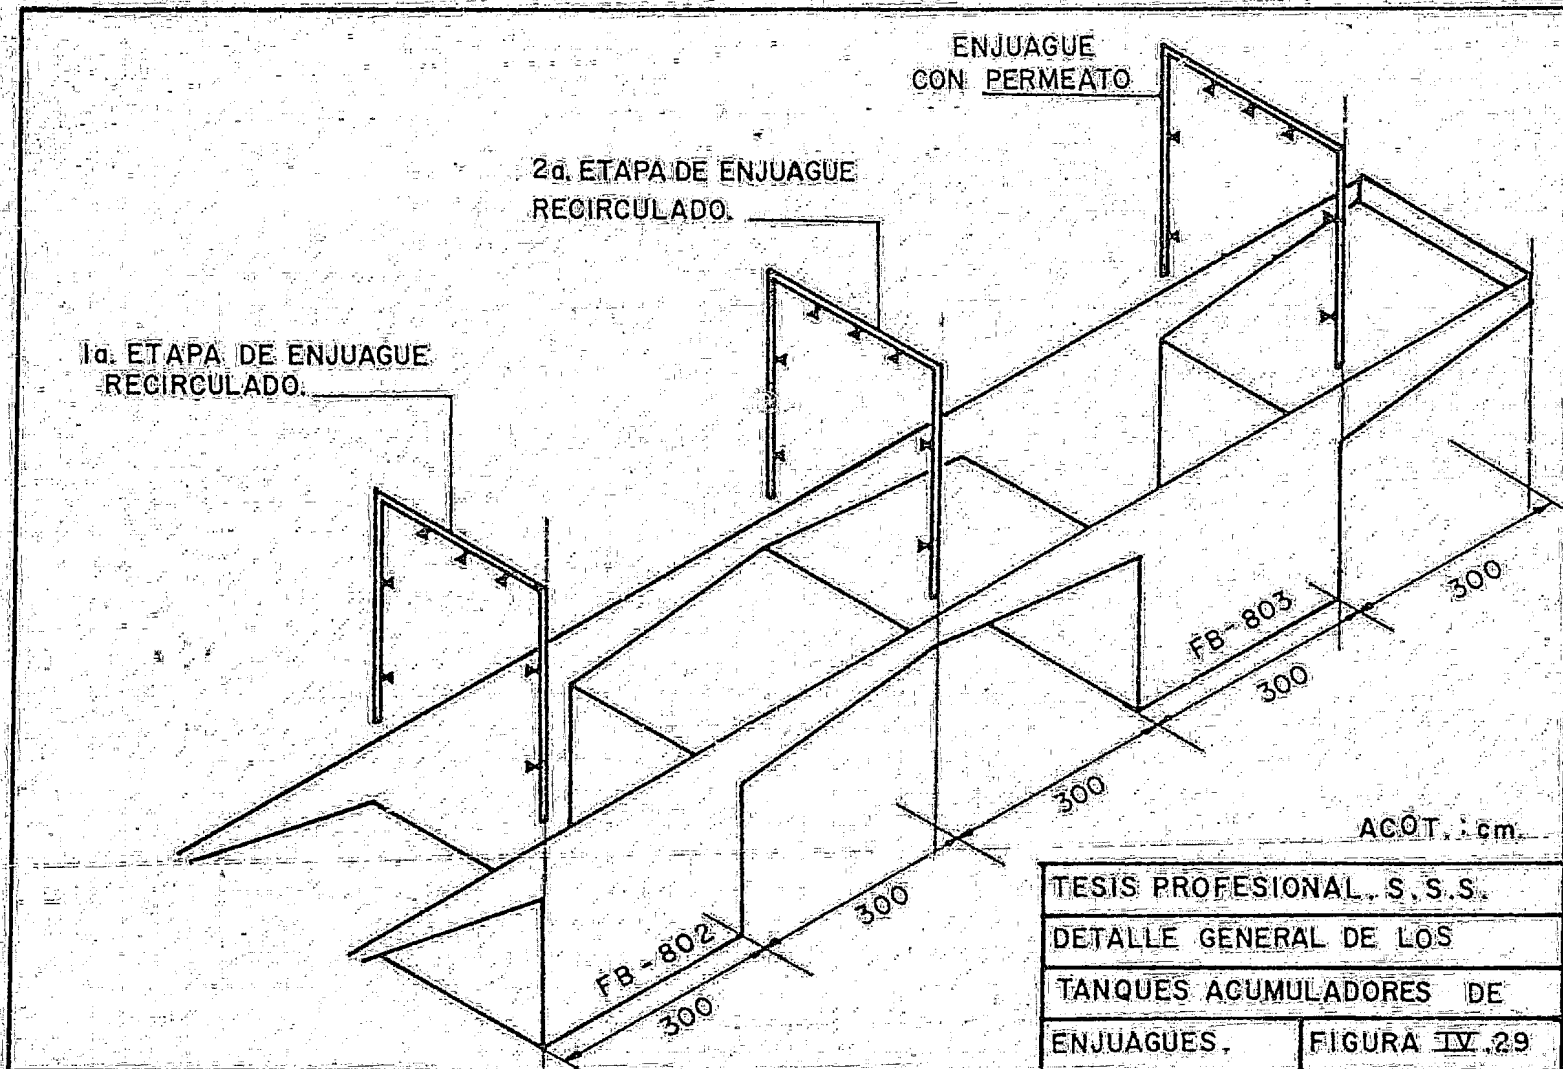 ENJUAGUE
CON PERMEATO
2a. ETAPA DE ENJUAGUE
RECIRCULADO.
1a. ETAPA DE ENJUAGUE
RECIRCULADO.
300
FB-803
300
300
300
FB-802
300
ACOT.: cm.
TESIS PROFESIONAL. S.S.S.
DETALLE GENERAL DE LOS
TANQUES ACUMULADORES DE
ENJUAGUES.
FIGURA IV.29